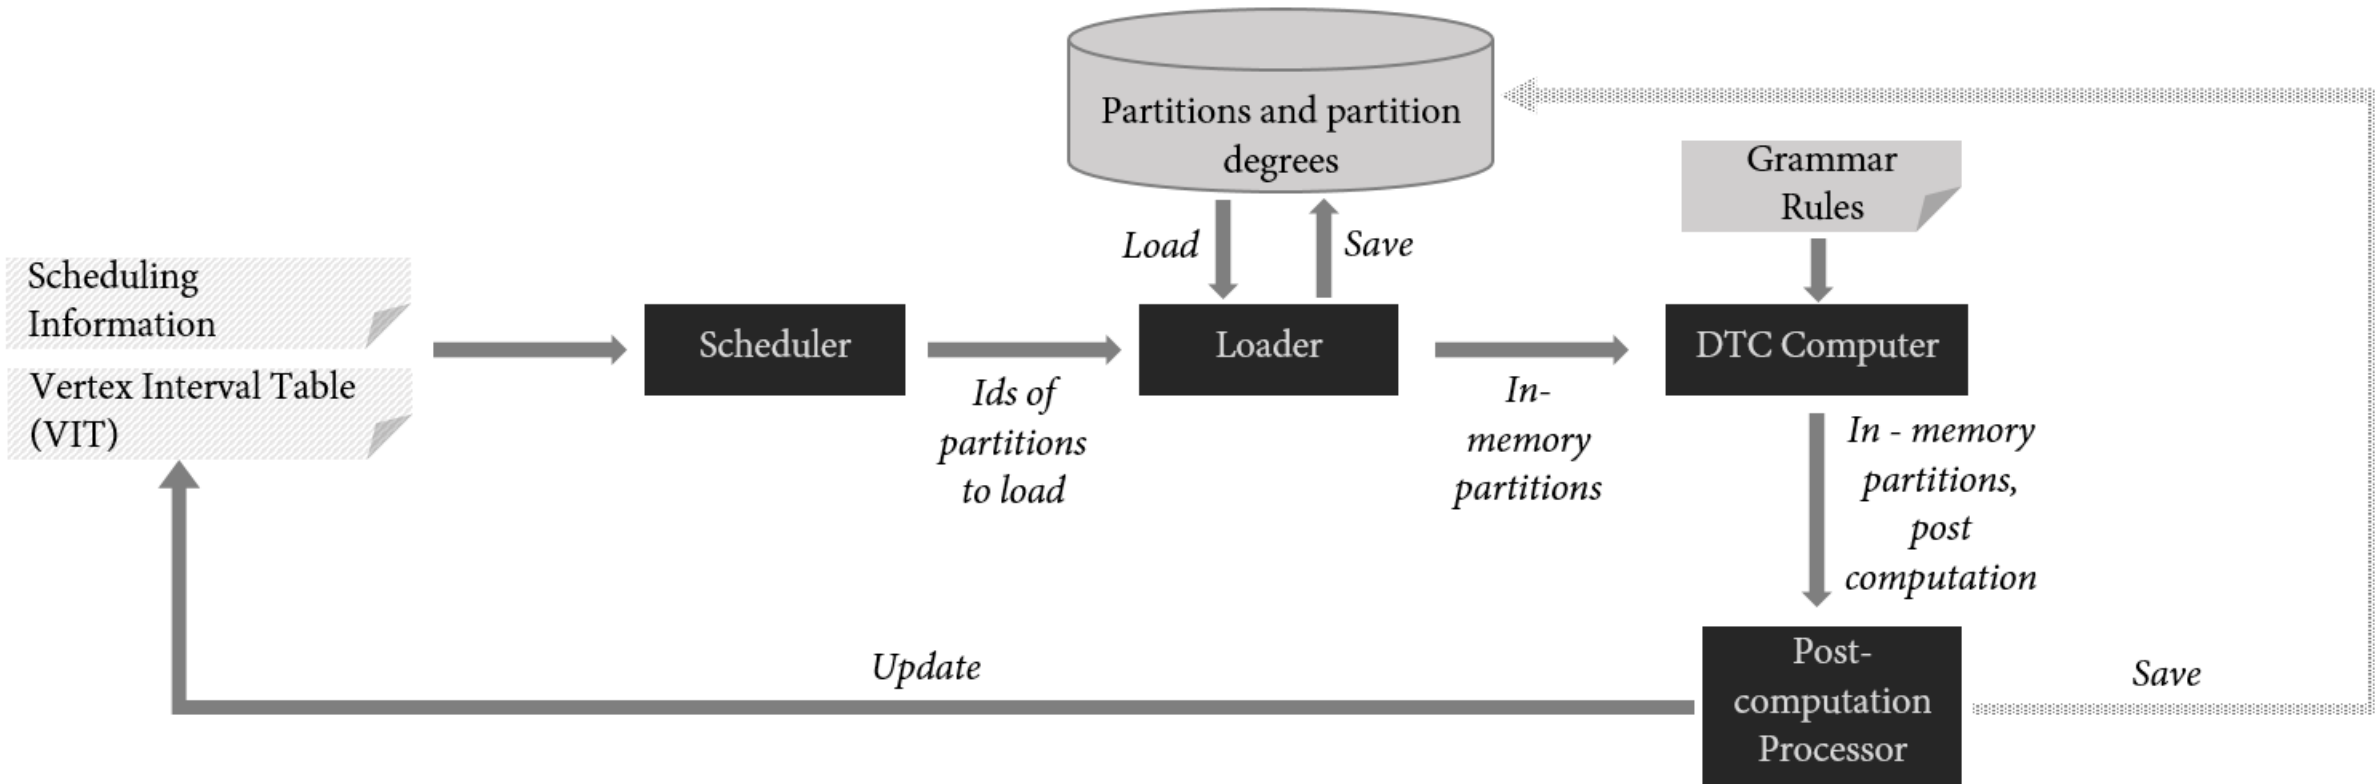 Partitions and partition
degrees
Grammar
Rules
Load
Save
Scheduling
Information
Vertex Interval Table
(VIT)
Scheduler
Ids of
partitions
to load
Loader
In-
memory
partitions
DTC Computer
In - memory
partitions,
post
computation
Update
Post-
computation
Processor
Save